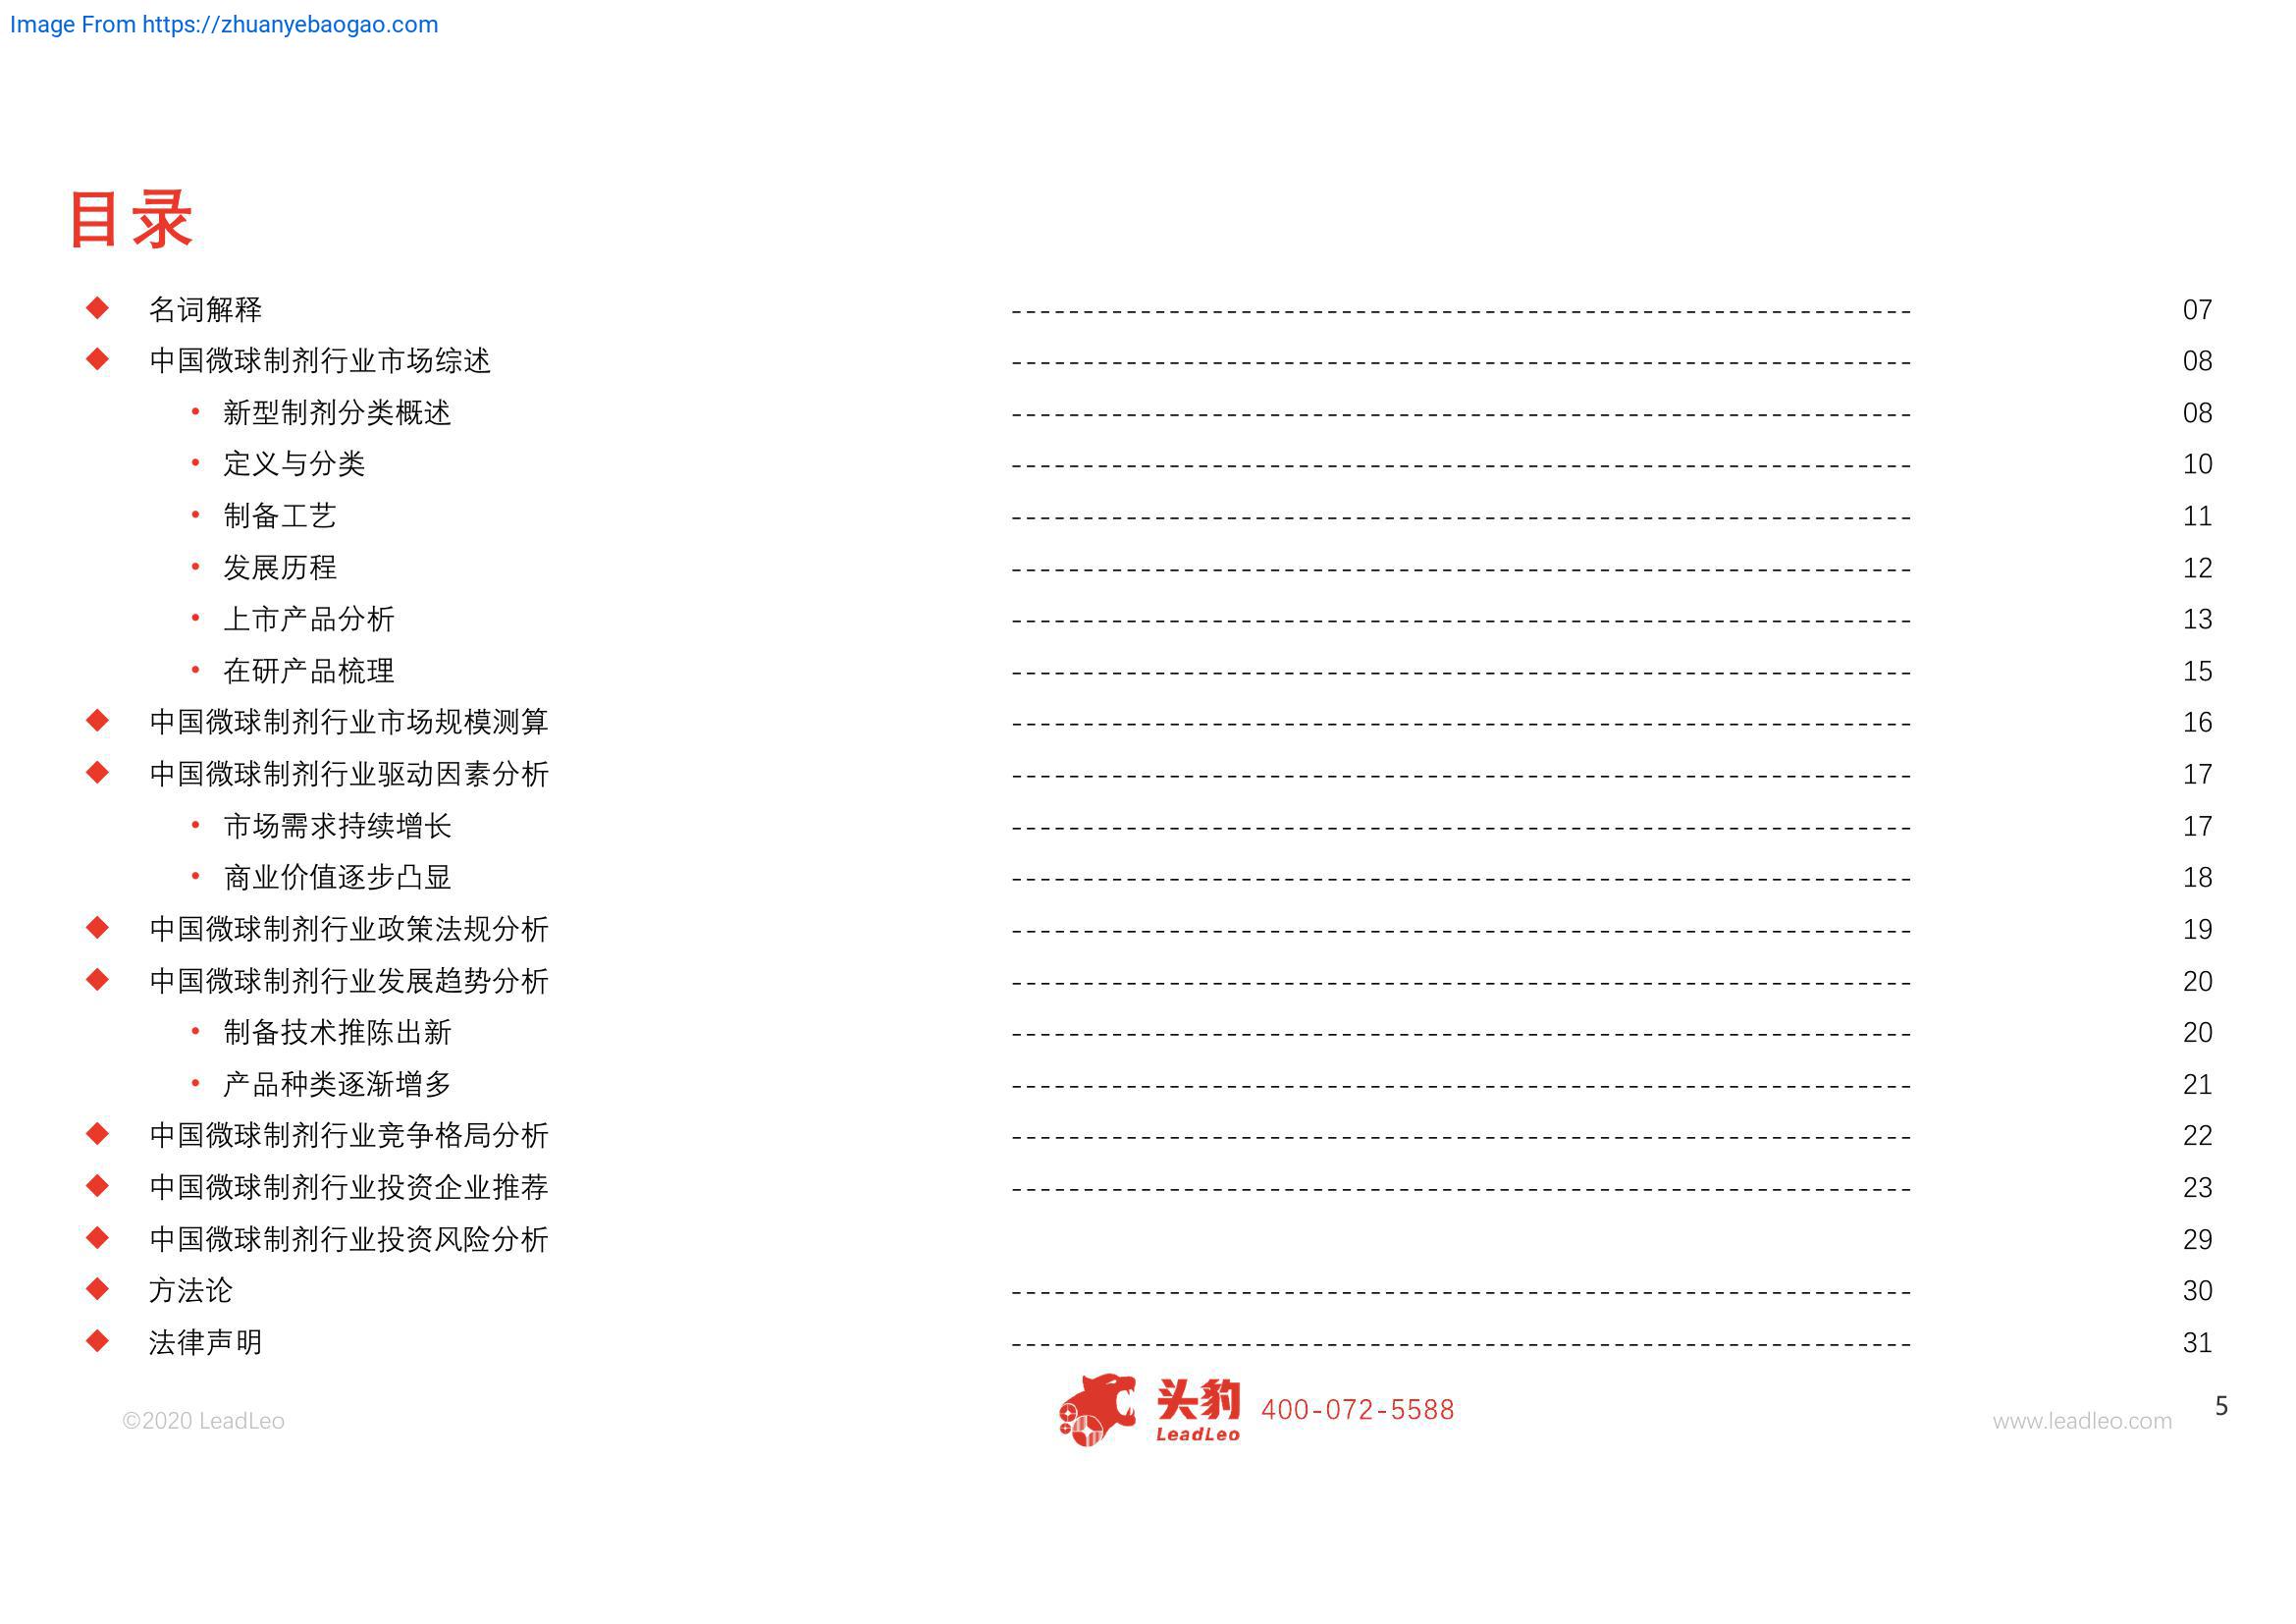 Image From https://zhuanyebaogao.com
目录
◆ 名词解释 ------------------------------------------------------------ 07
◆ 中国微球制剂行业市场综述 ------------------------------------------------------------ 08
• 新型制剂分类概述 ------------------------------------------------------------ 08
• 定义与分类 ------------------------------------------------------------ 10
• 制备工艺 ------------------------------------------------------------ 11
• 发展历程 ------------------------------------------------------------ 12
• 上市产品分析 ------------------------------------------------------------ 13
• 在研产品梳理 ------------------------------------------------------------ 15
◆ 中国微球制剂行业市场规模测算 ------------------------------------------------------------ 16
◆ 中国微球制剂行业驱动因素分析 ------------------------------------------------------------ 17
• 市场需求持续增长 ------------------------------------------------------------ 17
• 商业价值逐步凸显 ------------------------------------------------------------ 18
◆ 中国微球制剂行业政策法规分析 ------------------------------------------------------------ 19
◆ 中国微球制剂行业发展趋势分析 ------------------------------------------------------------ 20
• 制备技术推陈出新 ------------------------------------------------------------ 20
• 产品种类逐渐增多 ------------------------------------------------------------ 21
◆ 中国微球制剂行业竞争格局分析 ------------------------------------------------------------ 22
◆ 中国微球制剂行业投资企业推荐 ------------------------------------------------------------ 23
◆ 中国微球制剂行业投资风险分析 29
◆ 方法论 ------------------------------------------------------------ 30
◆ 法律声明 ------------------------------------------------------------ 31
©2020 LeadLeo
头豹
LeadLeo
400-072-5588
www.leadleo.com
5